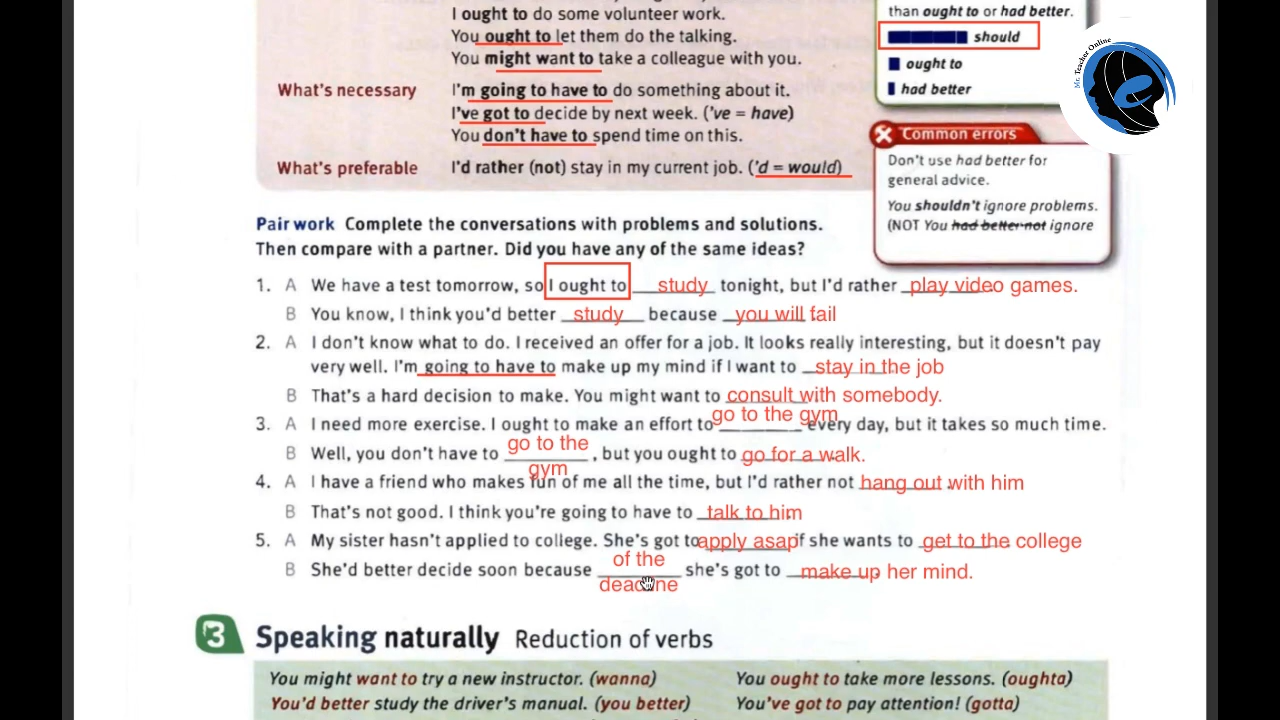 I ought to do some volunteer work.
You ought to let them do the talking.
You might want to take a colleague with you.
What's necessary I'm going to have to do something about it.
I've got to decide by next week. ('ve = have)
You don't have to spend time on this.
What's preferable I'd rather (not) stay in my current job. ('d = would)
than ought to or had better.
should
ought to
had better
Mr. Teacher Online
Common errors
Don't use had better for
general advice.
You shouldn't ignore problems.
(NOT You had better not ignore
Pair work Complete the conversations with problems and solutions.
Then compare with a partner. Did you have any of the same ideas?
1. A We have a test tomorrow, so I ought to study tonight, but I'd rather play video games.
B You know, I think you'd better study because you will fail
2. A I don't know what to do. I received an offer for a job. It looks really interesting, but it doesn't pay
very well. I'm going to have to make up my mind if I want to stay in the job
B That's a hard decision to make. You might want to consult with somebody.
3. A I need more exercise. I ought to make an effort to go to the gym every day, but it takes so much time.
B Well, you don't have to go to the gym, but you ought to go for a walk.
4. A I have a friend who makes fun of me all the time, but I'd rather not hang out with him
B That's not good. I think you're going to have to talk to him
5. A My sister hasn't applied to college. She's got to apply asap if she wants to get to the college
B She'd better decide soon because of the she's got to make up her mind.
3 Speaking naturally Reduction of verbs
You might want to try a new instructor. (wanna) You ought to take more lessons. (oughta)
You'd better study the driver's manual. (you better) You've got to pay attention! (gotta)